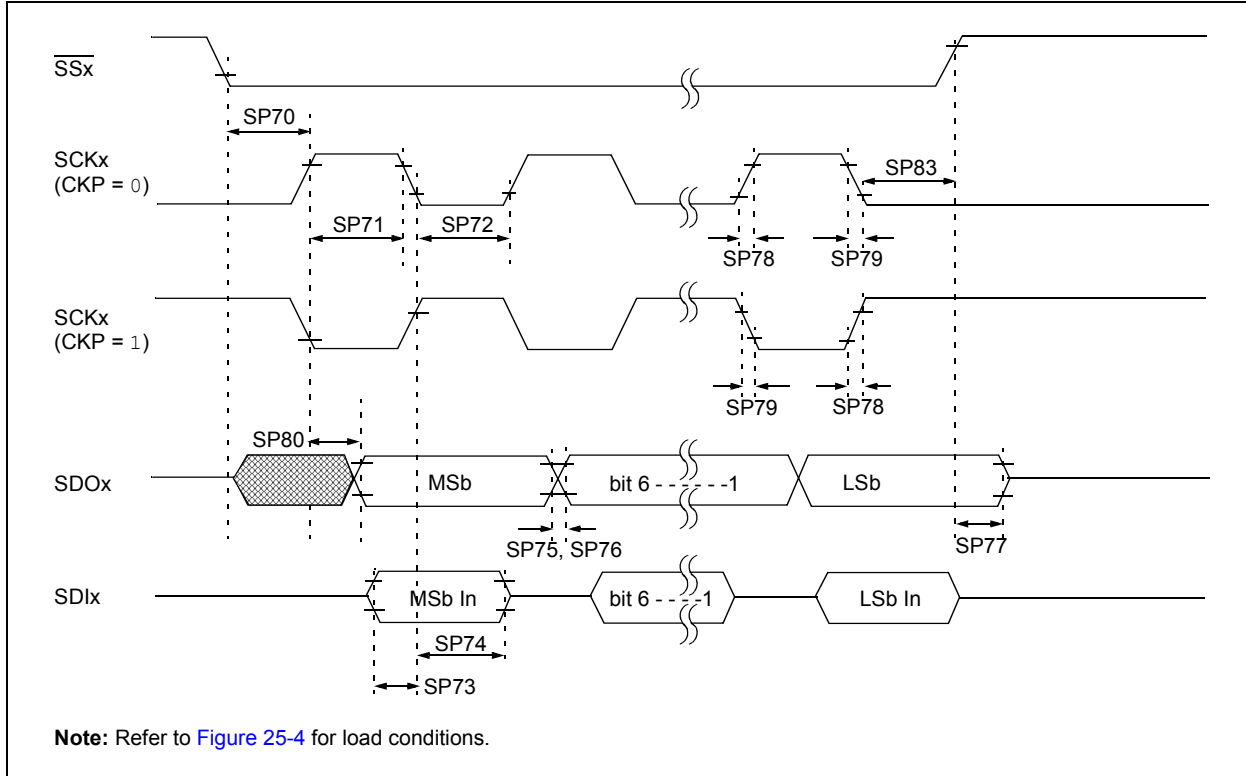 SSx
SP70
SCKx
(CKP = 0)
SP83
SP71
SP72
SP78
SP79
SCKx
(CKP = 1)
SP79
SP78
SP80
SDOx
MSb
bit 6 - - - - - - -1
LSb
SP75, SP76
SP77
SDIx
MSb In
bit 6 - - - - -1
LSb In
SP74
SP73
Note: Refer to Figure 25-4 for load conditions.